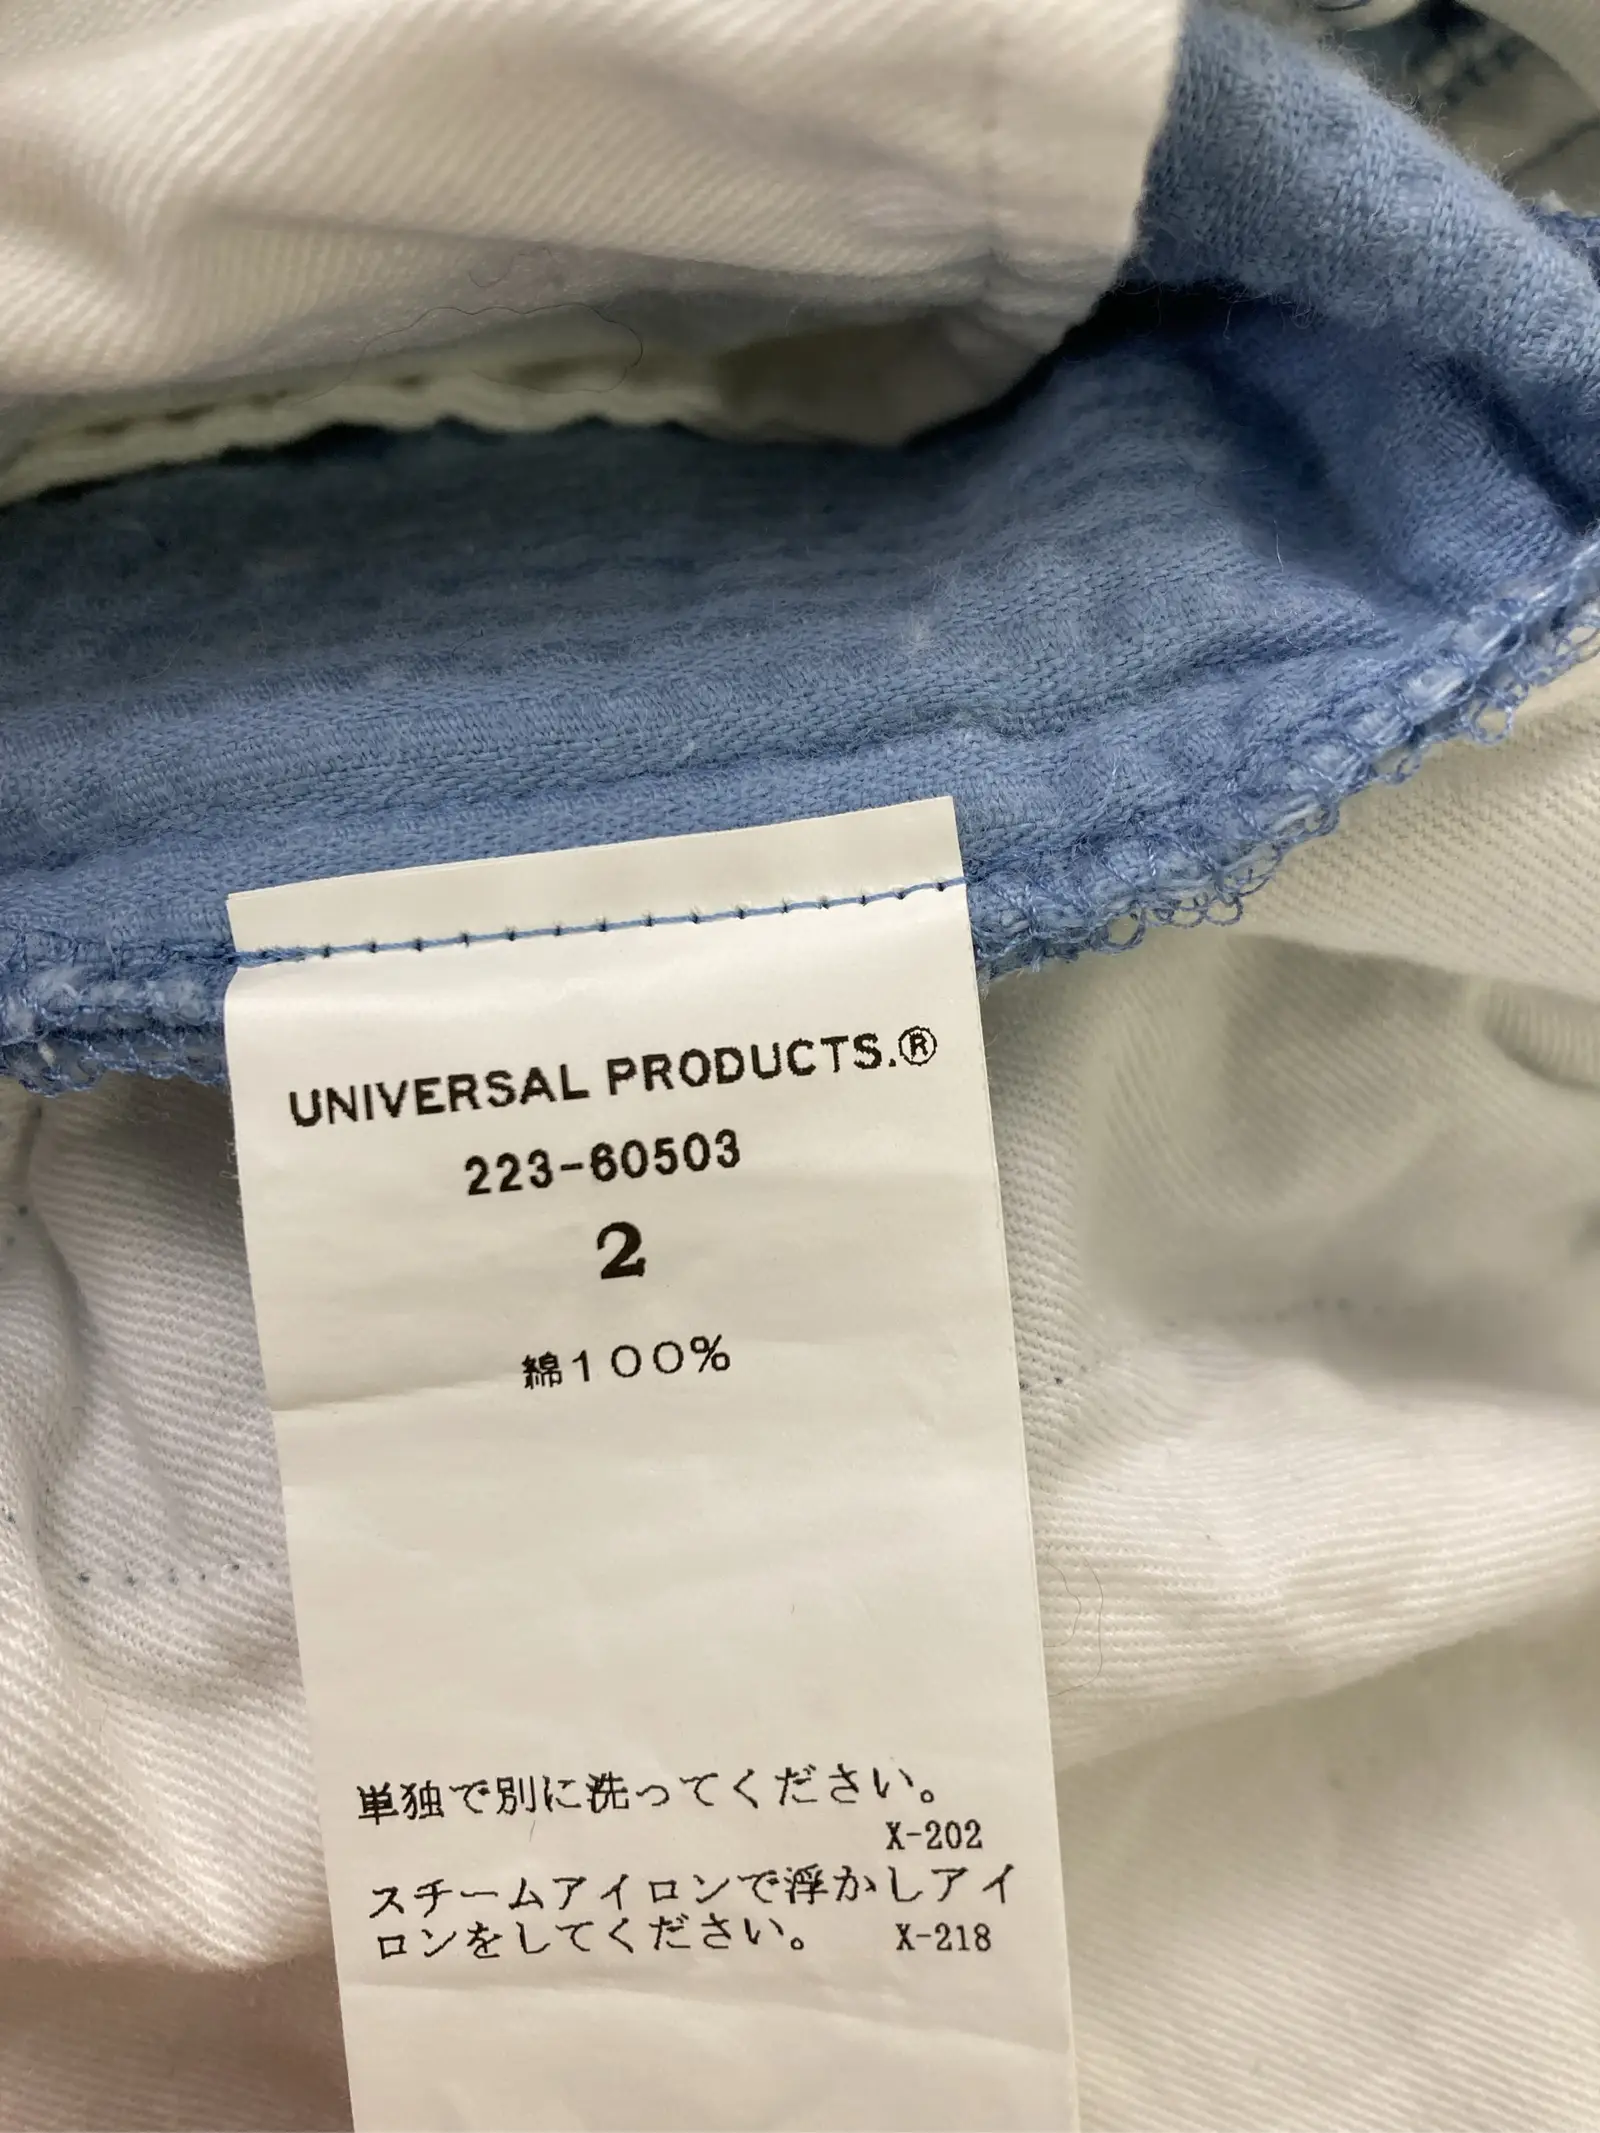 UNIVERSAL PRODUCTS.®
223-60503
2
綿100%
単独で別に洗ってください。
X-202
スチームアイロンで浮かしアイ
ロンをしてください。 X-218